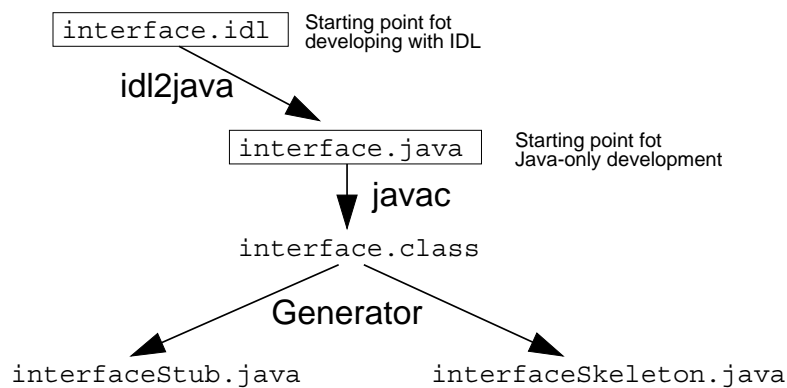 interface.idl
Starting point fot
developing with IDL
idl2java
interface.java
Starting point fot
Java-only development
javac
interface.class
Generator
interfaceStub.java
interfaceSkeleton.java